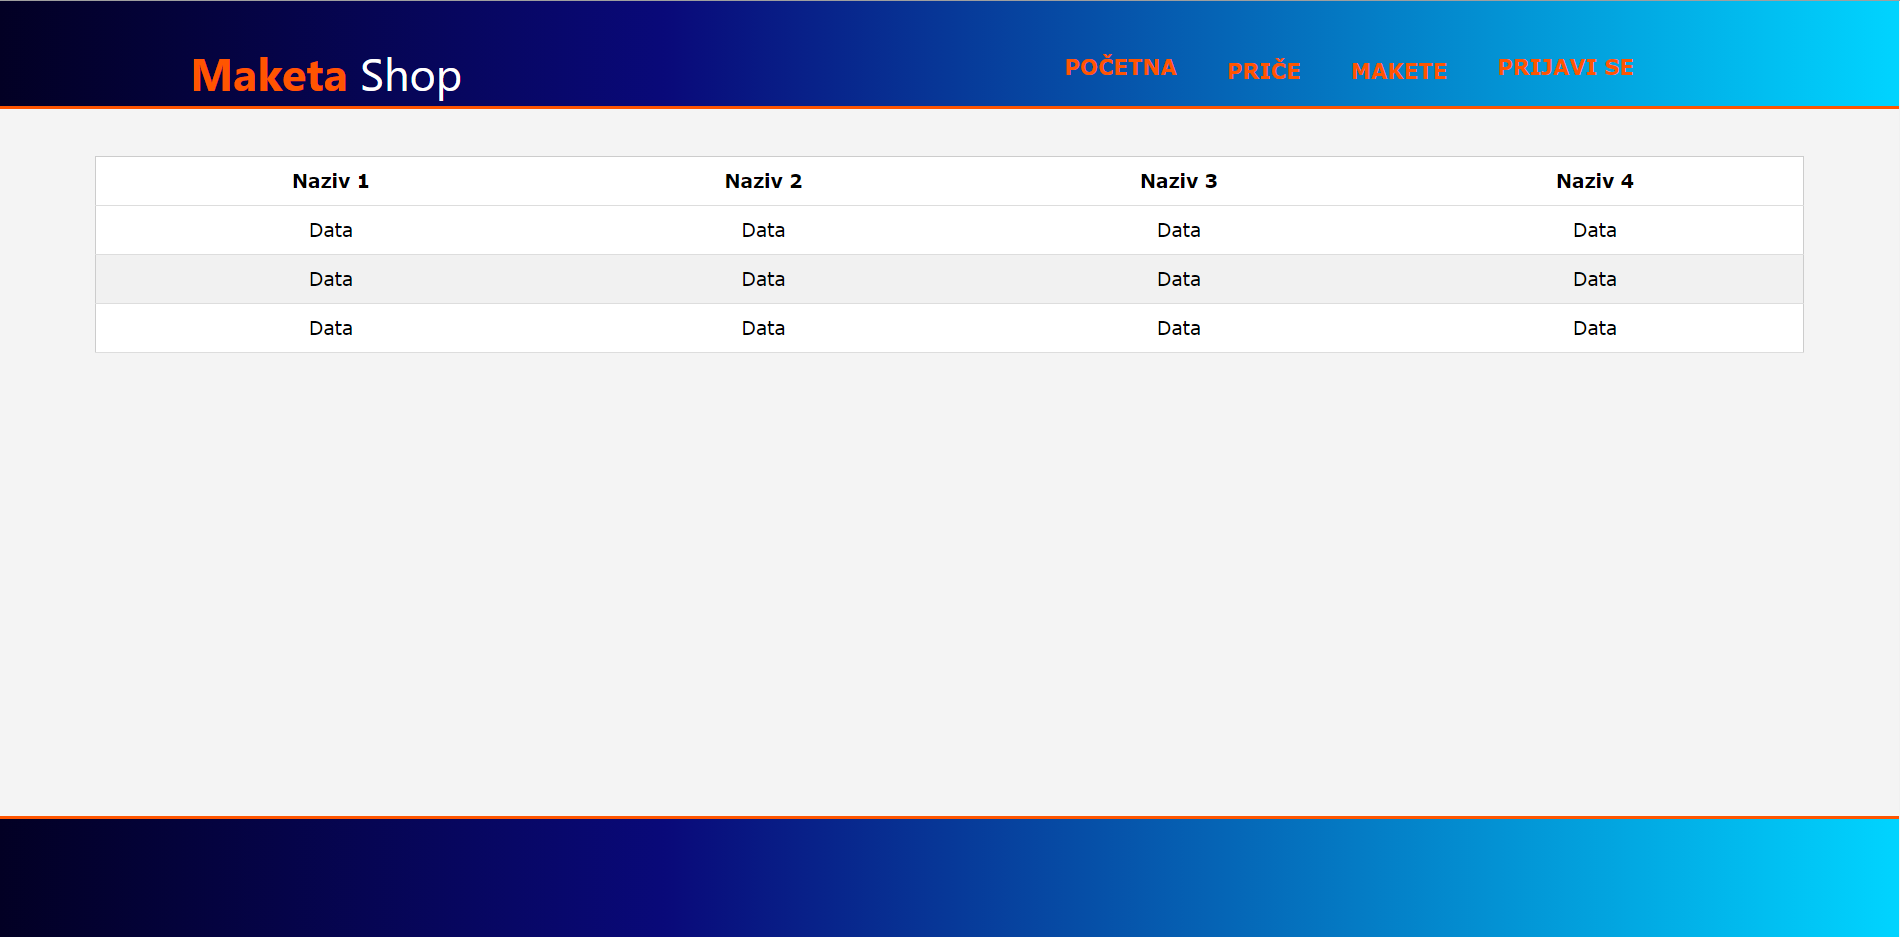 Maketa Shop
POČETNA PRIČE MAKETE PRIJAVI SE
Naziv 1 Naziv 2 Naziv 3 Naziv 4
Data Data Data Data
Data Data Data Data
Data Data Data Data